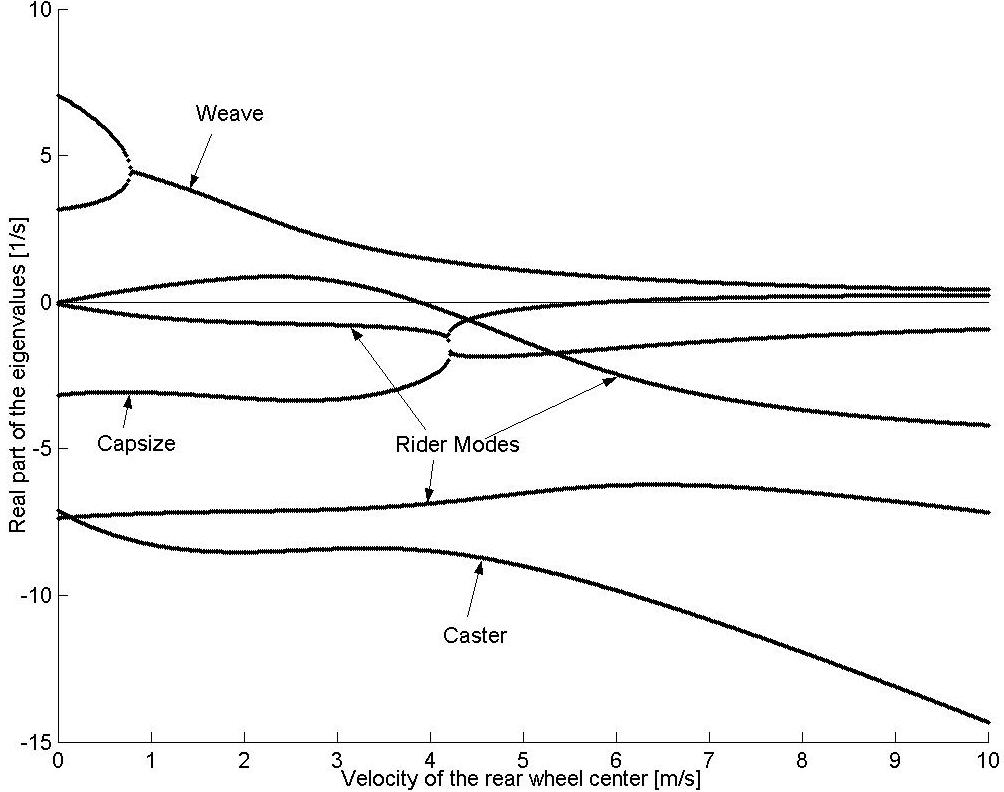 10
Weave
5
0
Capsize
Rider Modes
-5
-10
Caster
-15
0 1 2 3 4 5 6 7 8 9 10
Velocity of the rear wheel center [m/s]
Real part of the eigenvalues [1/s]